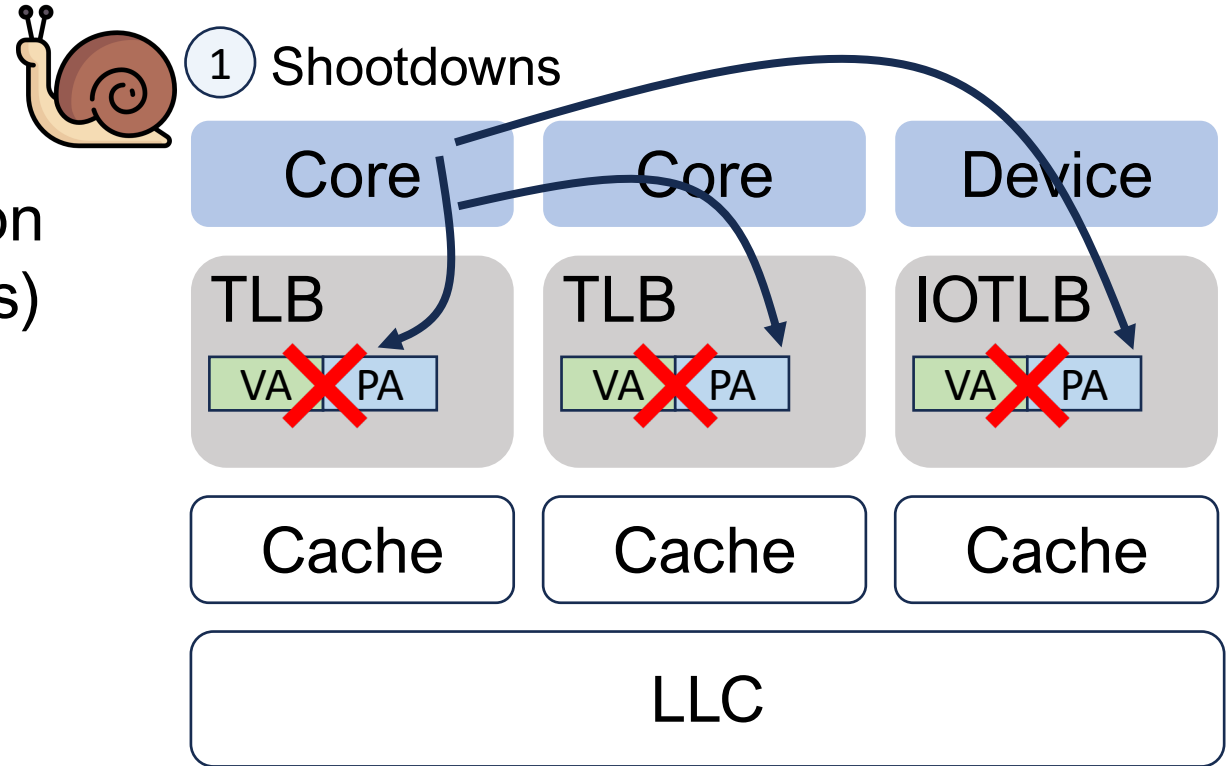 1 Shootdowns
on
s)
Core Core Device
TLB TLB IOTLB
VA PA VA PA VA PA
Cache Cache Cache
LLC